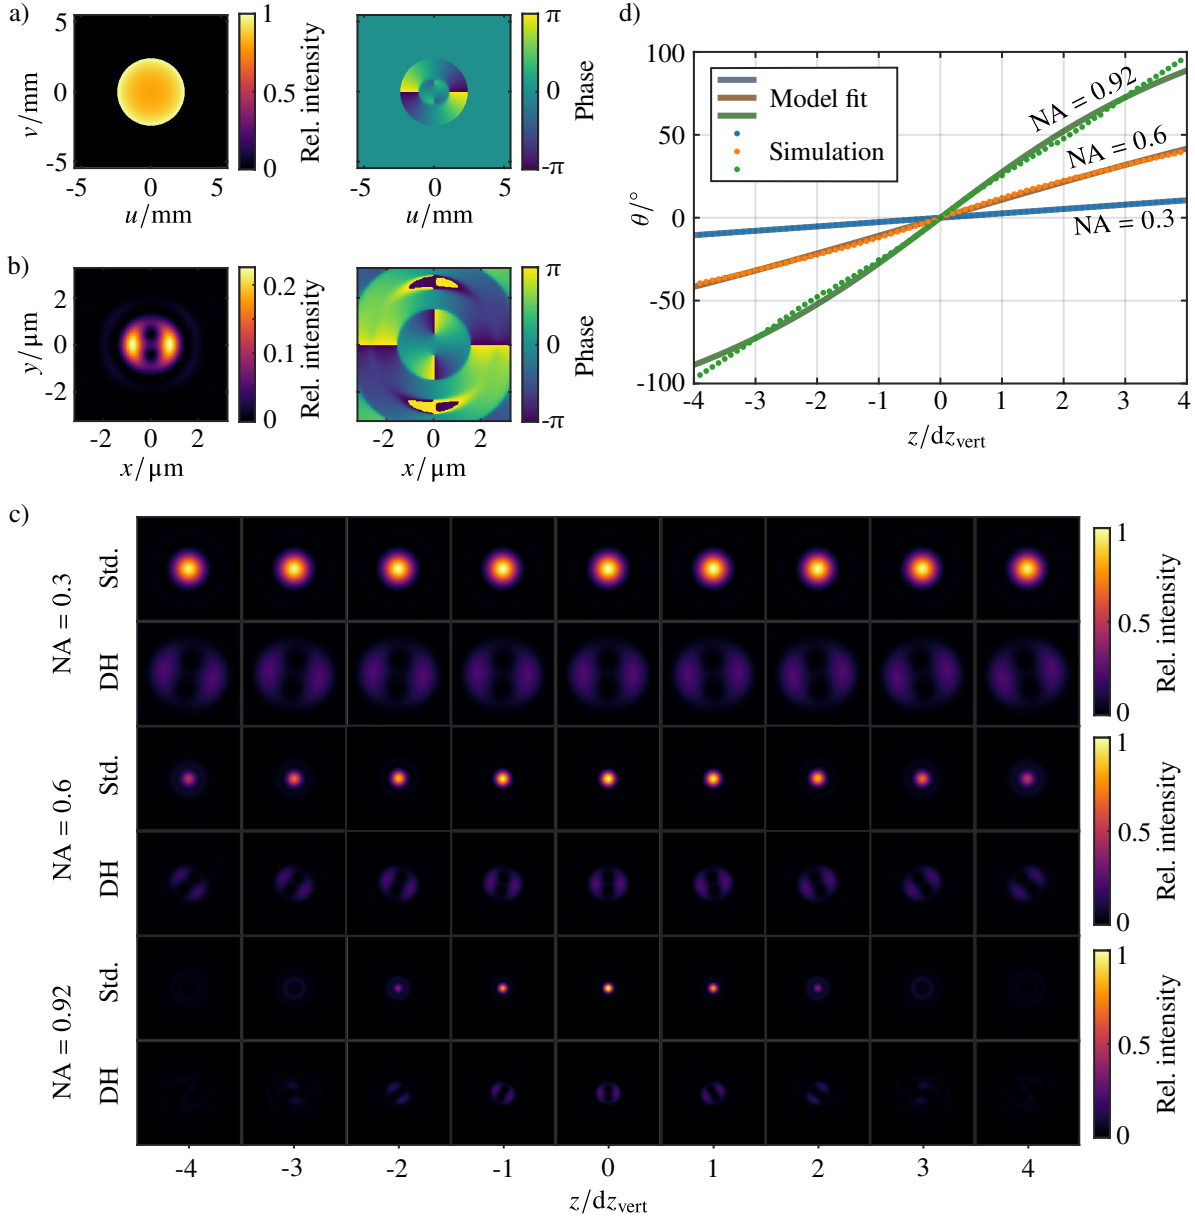 a)
5
0
-5
v/mm
-5
0
5
u/mm
1
0.5
0
Rel. intensity
-5
0
5
u/mm
π
0
-π
Phase
b)
2
0
-2
y/μm
-2
0
2
x/μm
0.2
0.1
0
Rel. intensity
-2
0
2
x/μm
π
0
-π
Phase
d)
100
50
0
-50
-100
θ/°
Model fit
Simulation
NA = 0.92
NA = 0.6
NA = 0.3
-4
-3
-2
-1
0
1
2
3
4
z/dzvert
c)
NA = 0.3
Std.
DH
1
0.5
0
Rel. intensity
NA = 0.6
Std.
DH
1
0.5
0
Rel. intensity
NA = 0.92
Std.
DH
1
0.5
0
Rel. intensity
-4
-3
-2
-1
0
1
2
3
4
z/dzvert